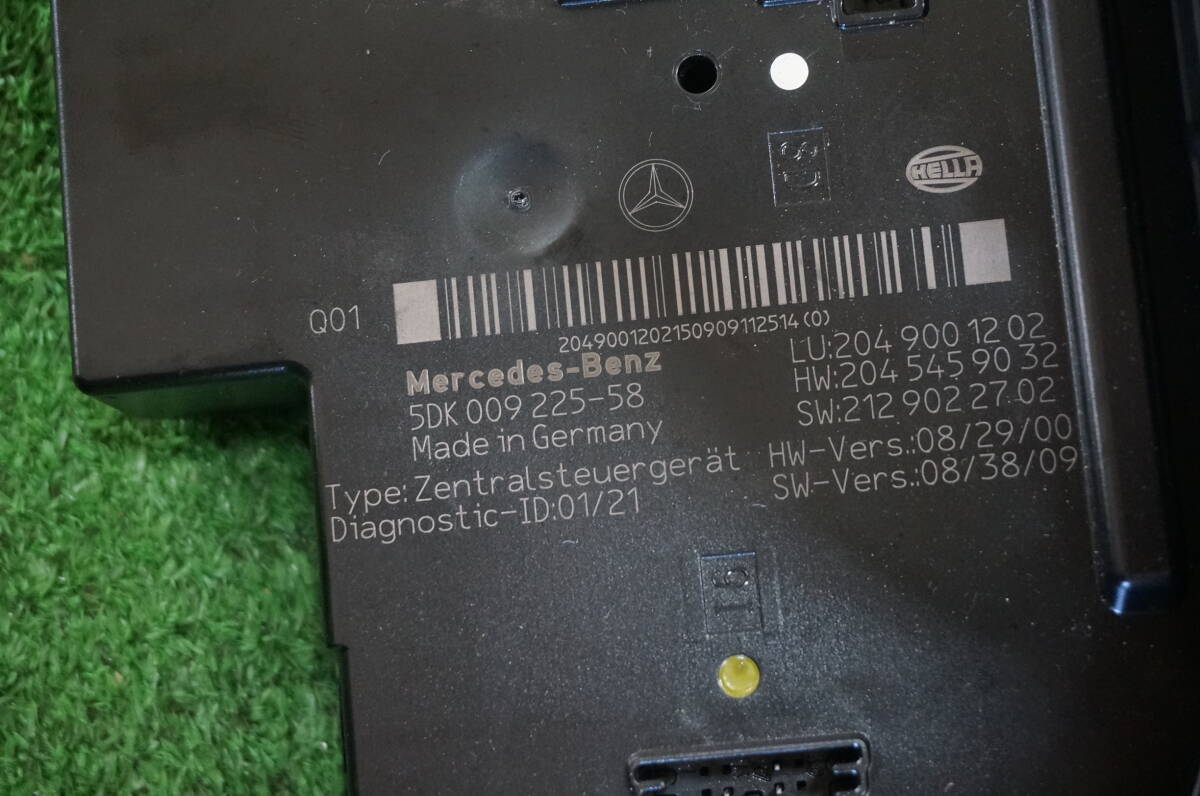 HELLA
Q01
2049001202150909112514(0)
Mercedes-Benz
5DK 009 225-58
Made in Germany
Type: Zentralsteuergerät
Diagnostic-ID:01/21
LU:204 900 12 02
HW:204 545 90 32
SW:212 902 27 02
HW-Vers.:08/29/00
SW-Vers.:08/38/09
16